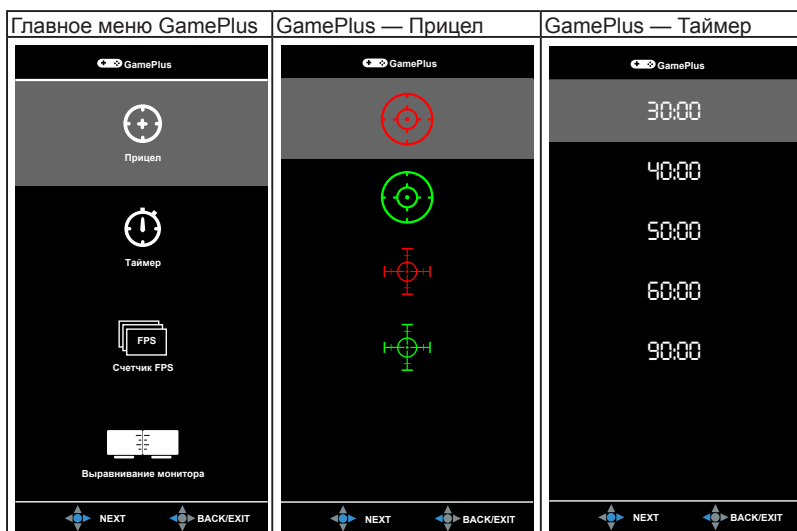 Главное меню GamePlus
GamePlus
Прицел
Таймер
FPS
Счетчик FPS
Выравнивание монитора
NEXT BACK/EXIT
GamePlus — Прицел
GamePlus
NEXT BACK/EXIT
GamePlus — Таймер
GamePlus
30:00
40:00
50:00
60:00
90:00
NEXT BACK/EXIT